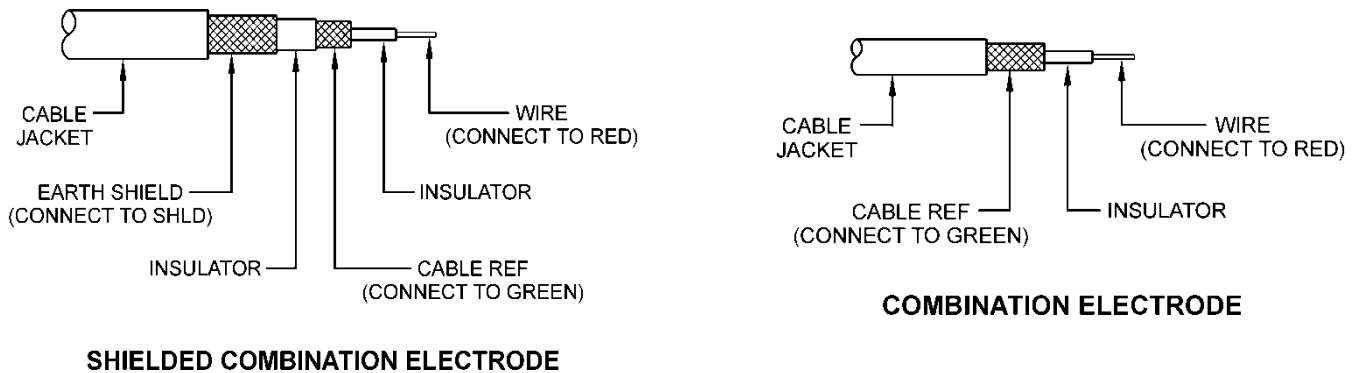 CABLE
JACKET
WIRE
(CONNECT TO RED)
EARTH SHIELD
(CONNECT TO SHLD)
INSULATOR
INSULATOR
CABLE REF
(CONNECT TO GREEN)
SHIELDED COMBINATION ELECTRODE
CABLE
JACKET
WIRE
(CONNECT TO RED)
CABLE REF
(CONNECT TO GREEN)
INSULATOR
COMBINATION ELECTRODE